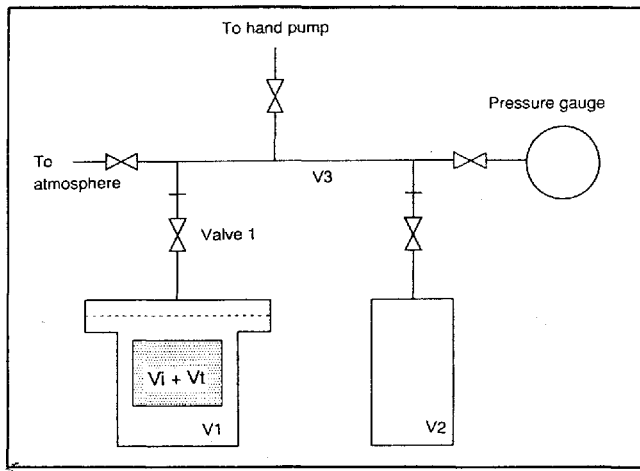 To hand pump
Pressure gauge
To
atmosphere
V3
Valve 1
Vi + Vt
V1
V2